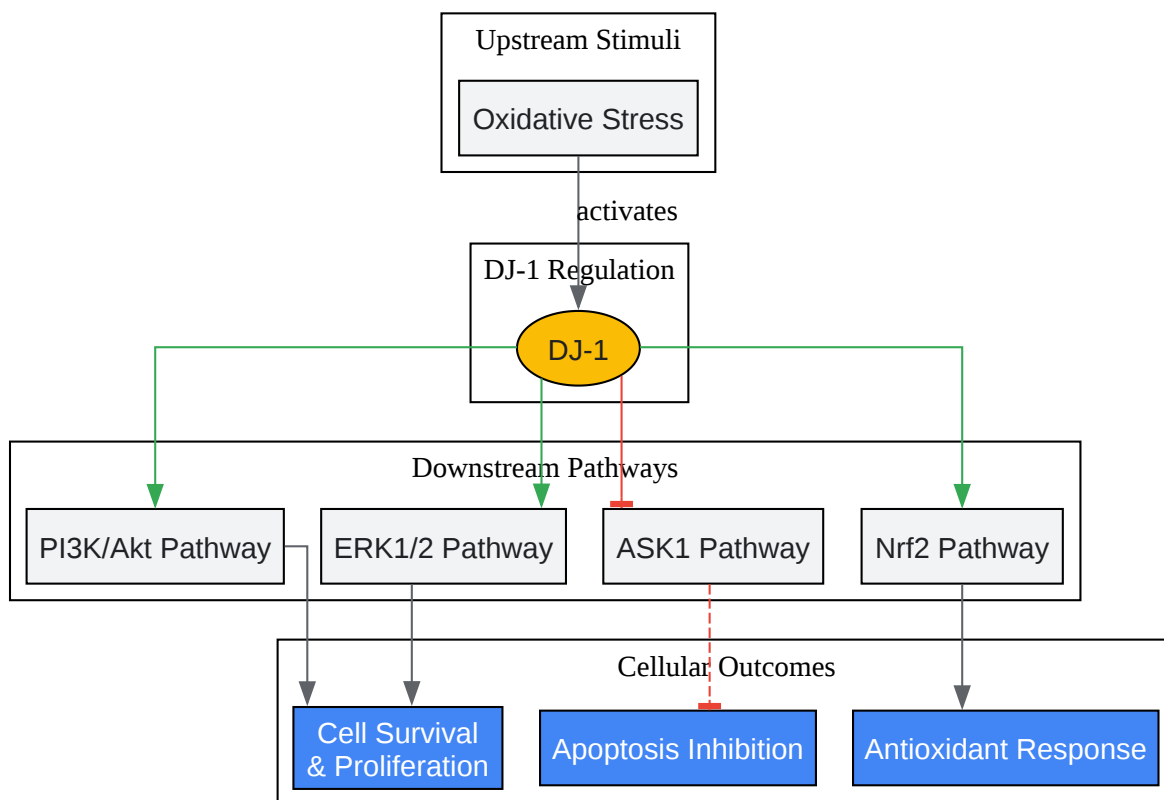 Upstream Stimuli
Oxidative Stress
activates
DJ-1 Regulation
DJ-1
Downstream Pathways
PI3K/Akt Pathway
ERK1/2 Pathway
ASK1 Pathway
Nrf2 Pathway
Cellular Outcomes
Cell Survival
& Proliferation
Apoptosis Inhibition
Antioxidant Response